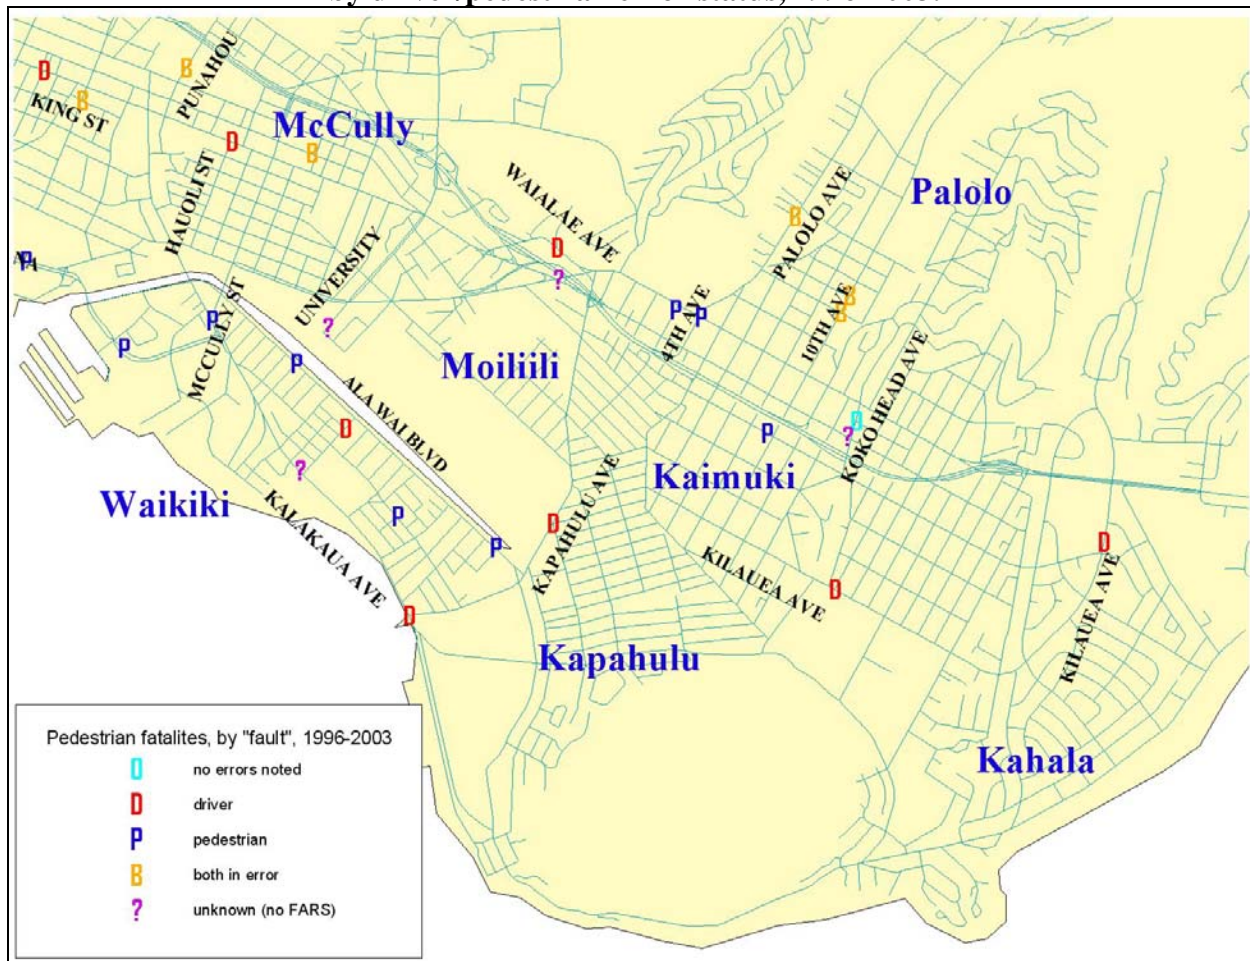 PUNAHOU
KING ST
McCully
HAUOLI ST
WAIALAE AVE
PALOLO AVE
Palolo
UNIVERSITY
MCCULLY ST
4TH AVE
10TH AVE
Moiliili
ALA WAI BLVD
KOKO HEAD AVE
Kaimuki
Waikiki
KALAKAUA AVE
KAPAHULU AVE
KILAUEA AVE
KILAUEA AVE
Kapahulu
Kahala
Pedestrian fatalites, by "fault", 1996-2003
0 no errors noted
D driver
P pedestrian
B both in error
? unknown (no FARS)